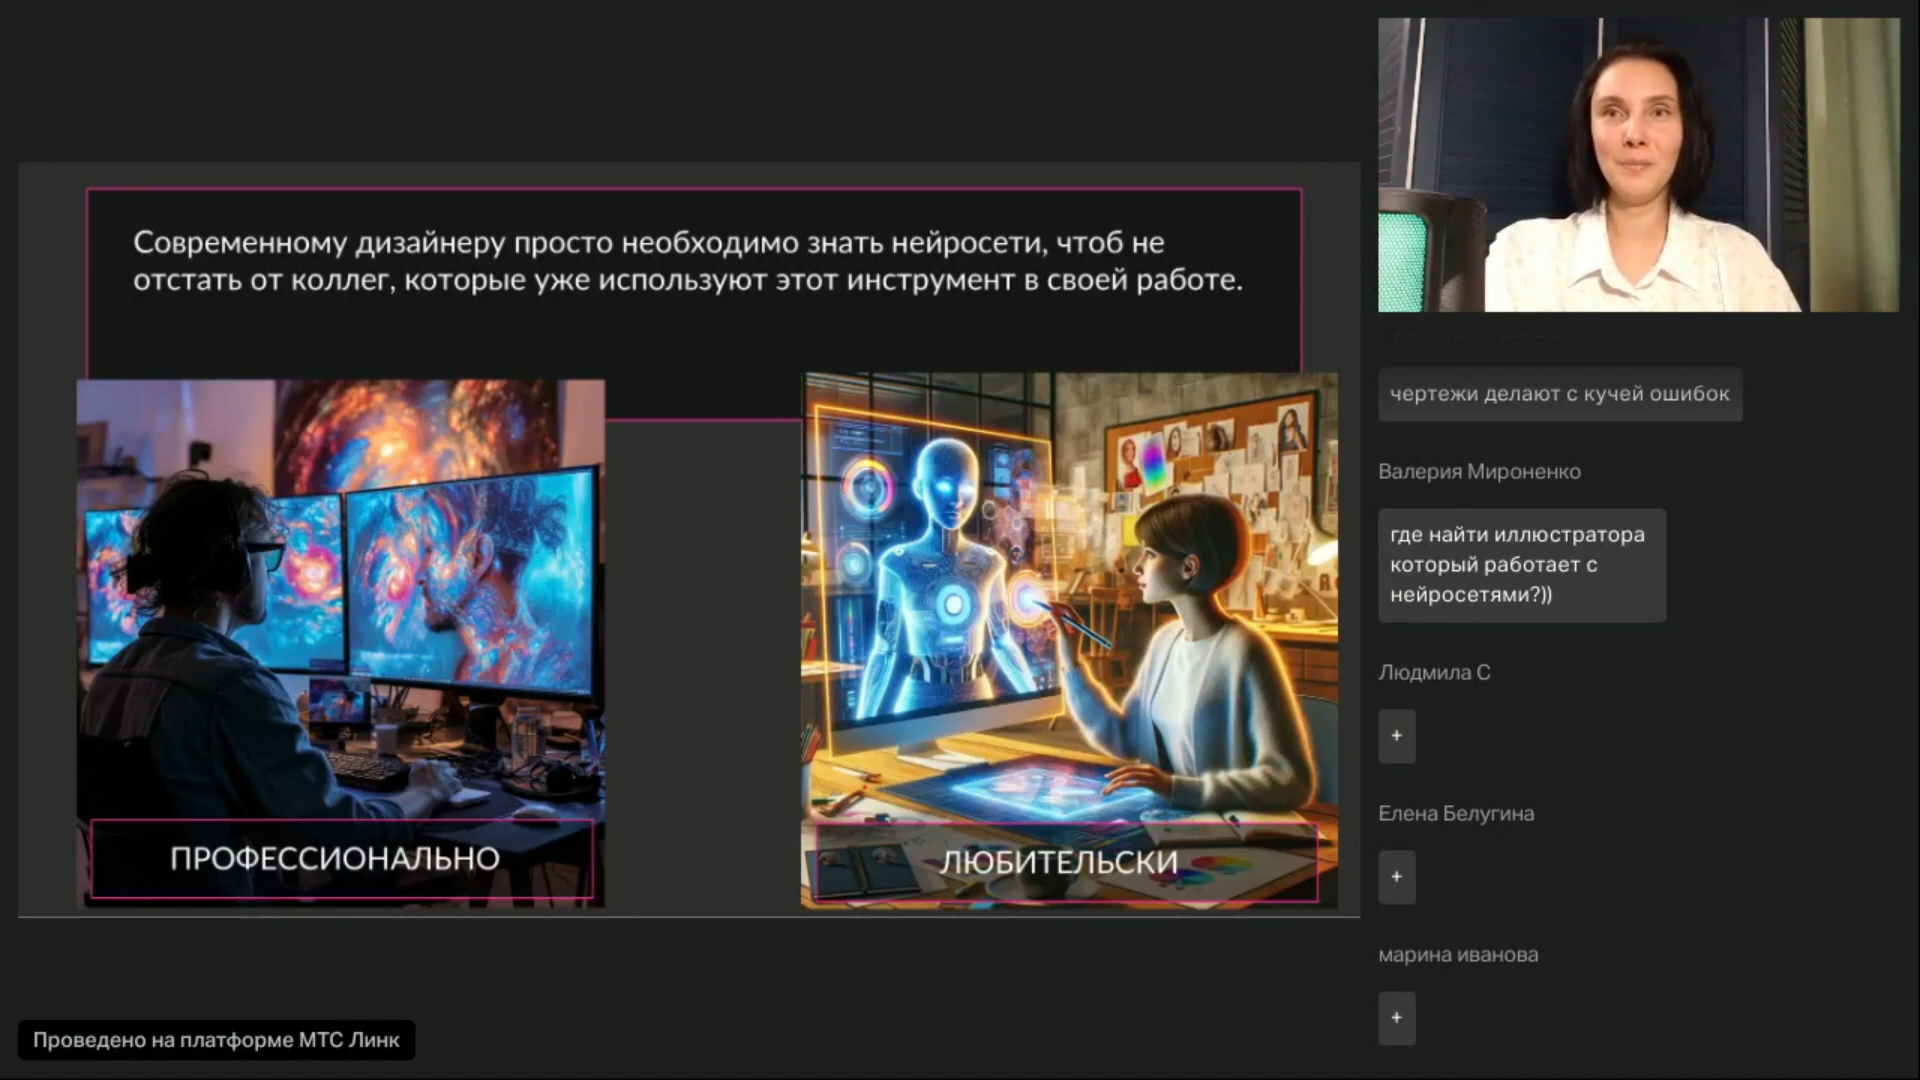 Современному дизайнеру просто необходимо знать нейросети, чтоб не
отстать от коллег, которые уже используют этот инструмент в своей работе.
ПРОФЕССИОНАЛЬНО
ЛЮБИТЕЛЬСКИ
чертежи делают с кучей ошибок
Валерия Мироненко
где найти иллюстратора
который работает с
нейросетями?))
Людмила С
+
Елена Белугина
+
марина иванова
+
Проведено на платформе МТС Линк